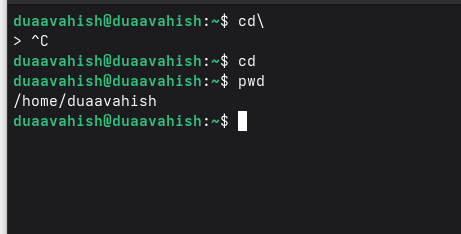 duaavahish@duaavahish:~$ cd\
> ^C
duaavahish@duaavahish:~$ cd
duaavahish@duaavahish:~$ pwd
/home/duaavahish
duaavahish@duaavahish:~$